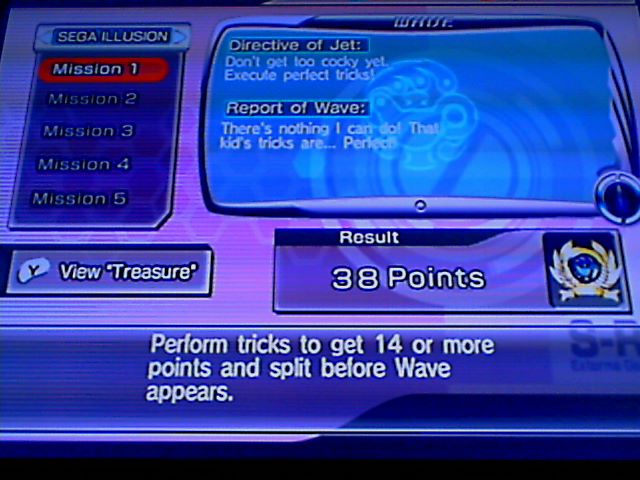 WAVE
SEGA ILLUSION
Mission 1
Mission 2
Mission 3
Mission 4
Mission 5
Directive of Jet:
Don't get too cocky yet.
Execute perfect tricks!
Report of Wave:
There's nothing I can do! That
kid's tricks are... Perfect!
Y View "Treasure"
Result
38 Points
Perform tricks to get 14 or more
points and split before Wave
appears.
S-R